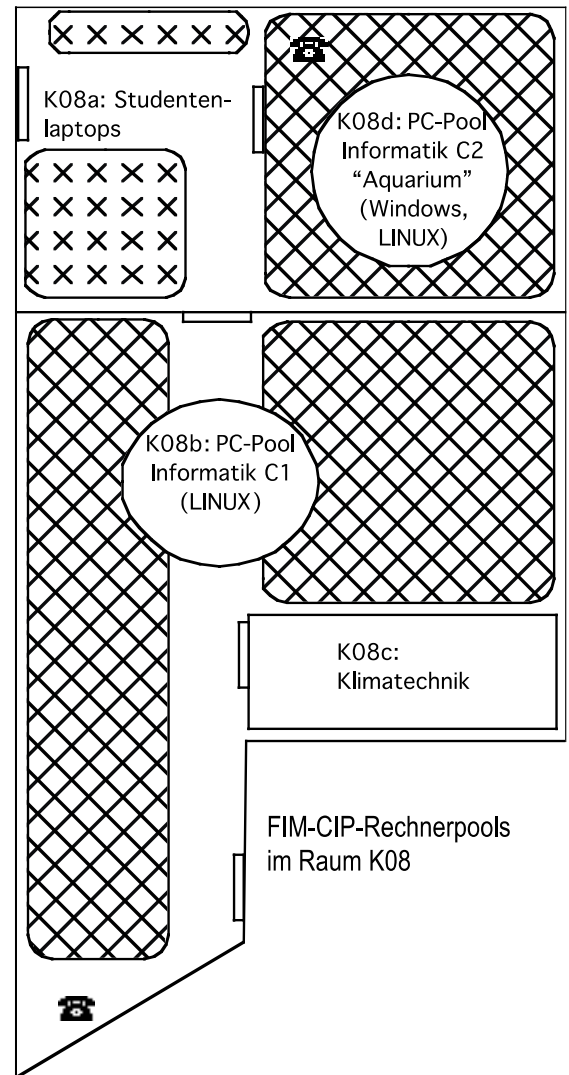 K08a: Studenten-
laptops
K08d: PC-Pool
Informatik C2
“Aquarium”
(Windows,
LINUX)
K08b: PC-Pool
Informatik C1
(LINUX)
K08c:
Klimatechnik
FIM-CIP-Rechnerpools
im Raum K08